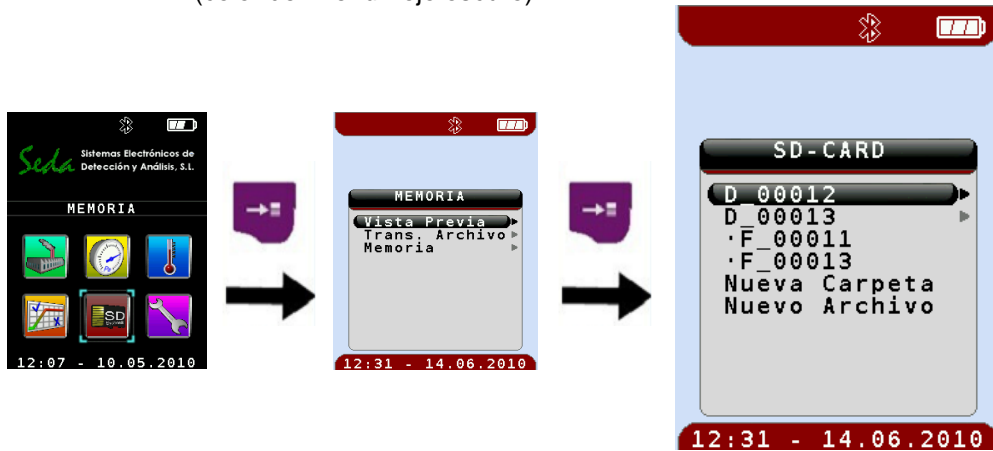 Seda Sistemas Electrónicos de
Detección y Análisis, S.L.
MEMORIA
SD
12:07 - 10.05.2010
MEMORIA
Vista Previa
Trans. Archivo
Memoria
12:31 - 14.06.2010
SD-CARD
D_00012
D_00013
·F_00011
·F_00013
Nueva Carpeta
Nuevo Archivo
12:31 - 14.06.2010